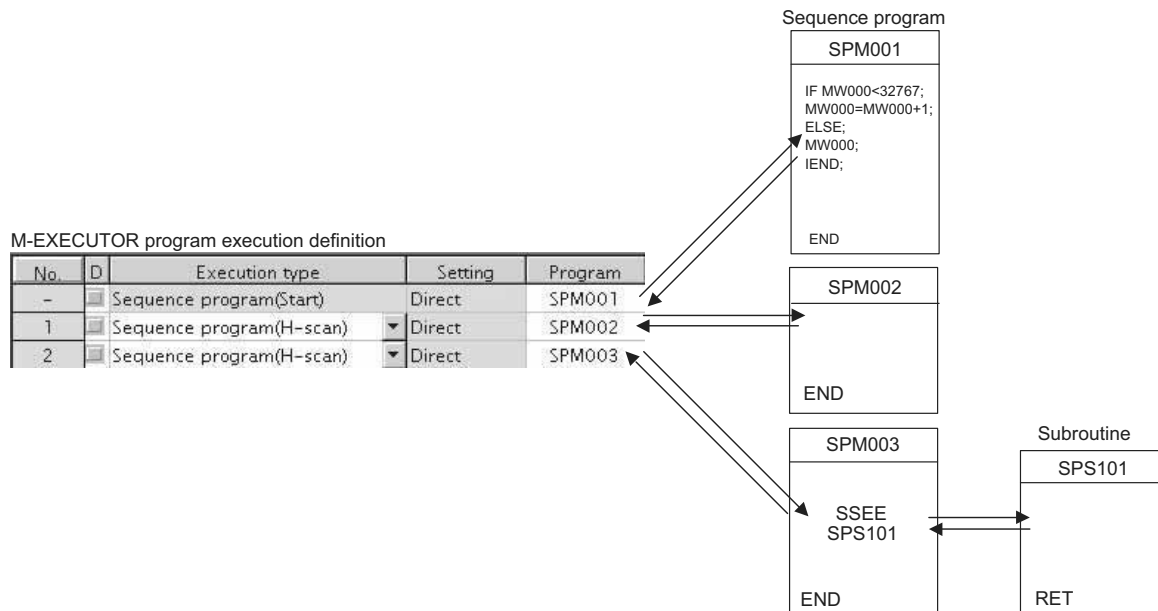 Sequence program
SPM001
IF MW000<32767;
MW000=MW000+1;
ELSE;
MW000;
IEND;
END
M-EXECUTOR program execution definition
No. D Execution type Setting Program
- Sequence program(Start) Direct SPM001
1 Sequence program(H-scan) Direct SPM002
2 Sequence program(H-scan) Direct SPM003
SPM002
END
SPM003
SSEE
SPS101
END
Subroutine
SPS101
RET